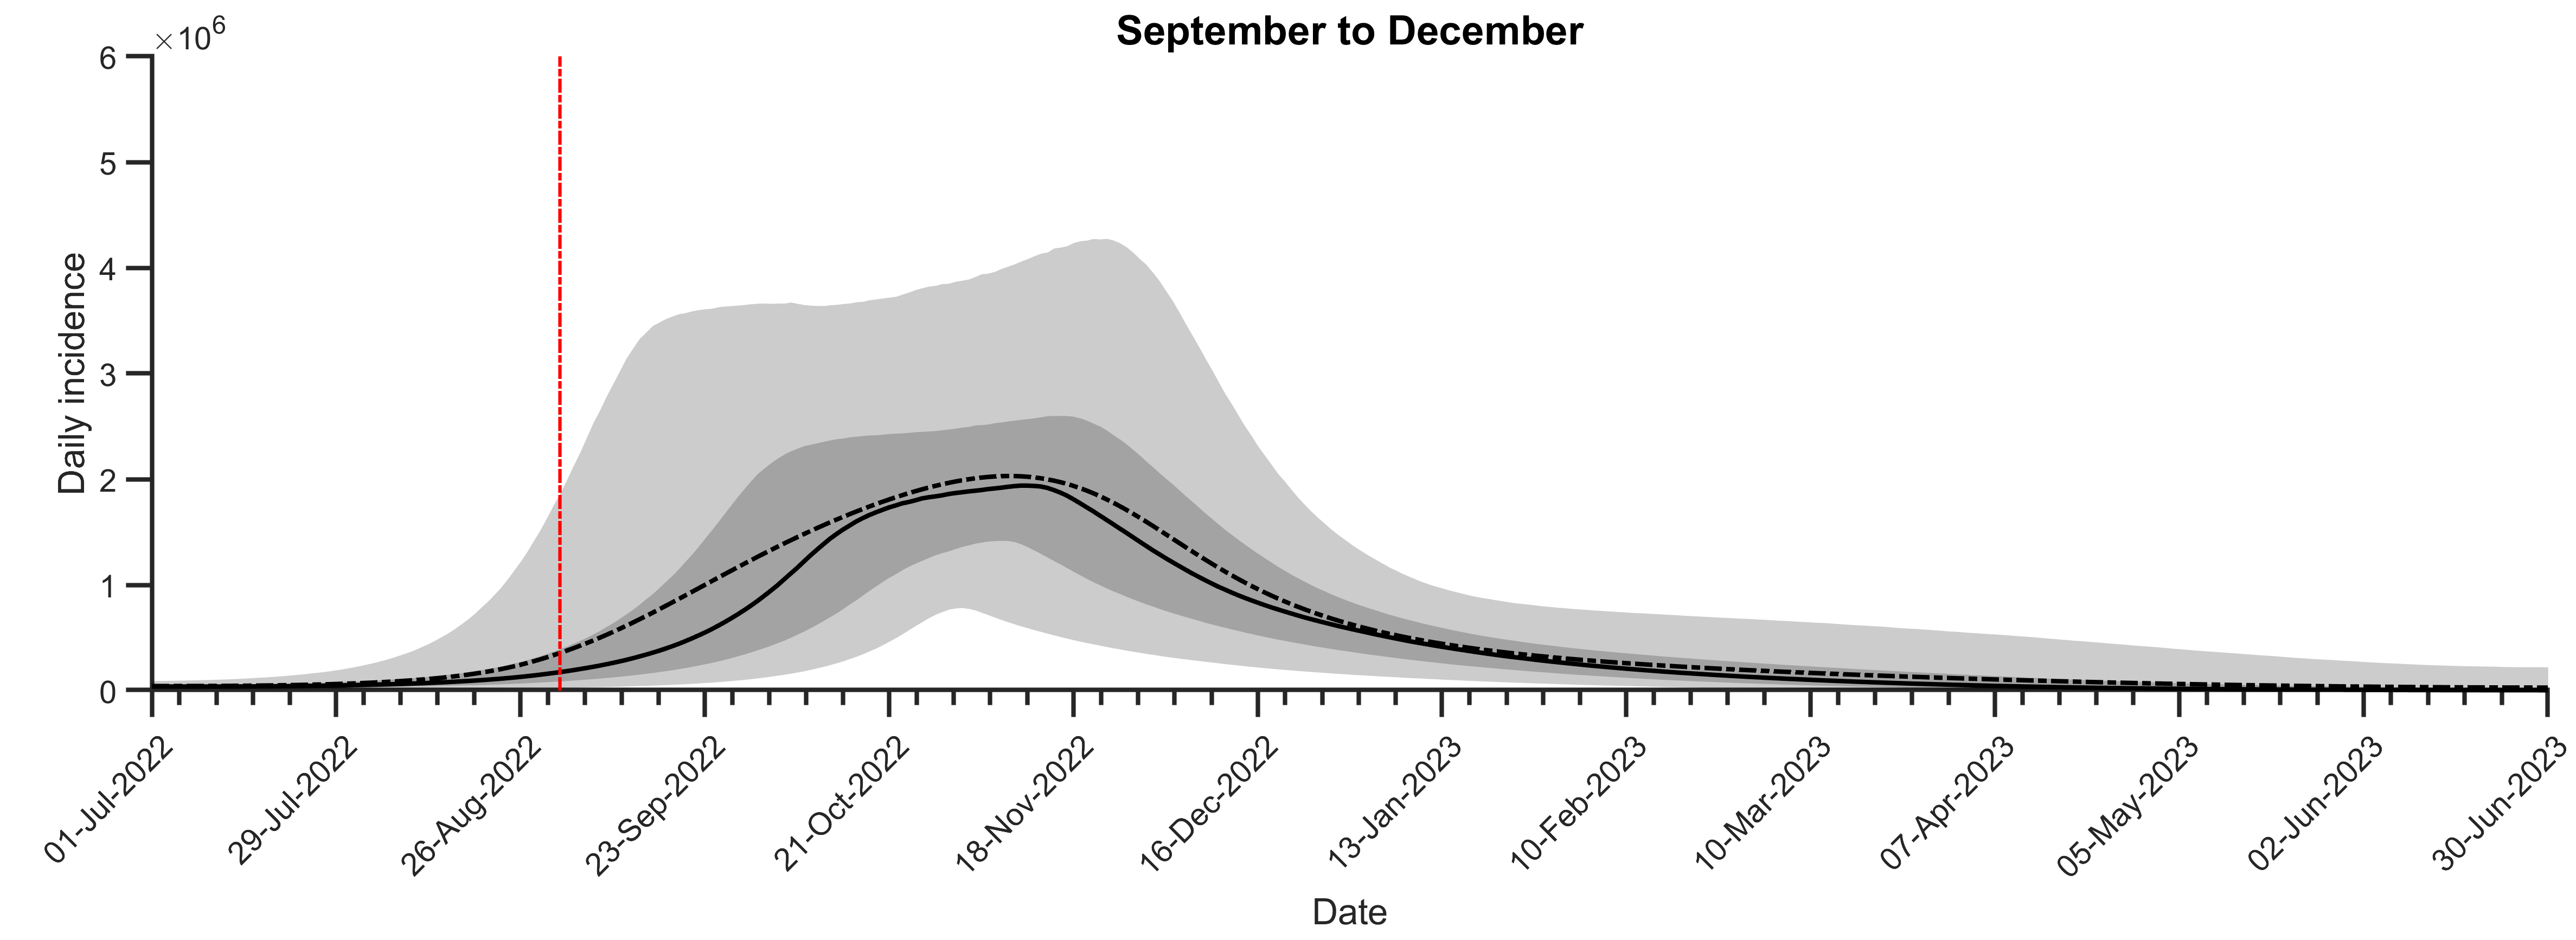 September to December
×10⁶
6
5
4
3
2
1
0
Daily incidence
01-Jul-2022
29-Jul-2022
26-Aug-2022
23-Sep-2022
21-Oct-2022
18-Nov-2022
16-Dec-2022
13-Jan-2023
10-Feb-2023
10-Mar-2023
07-Apr-2023
05-May-2023
02-Jun-2023
30-Jun-2023
Date